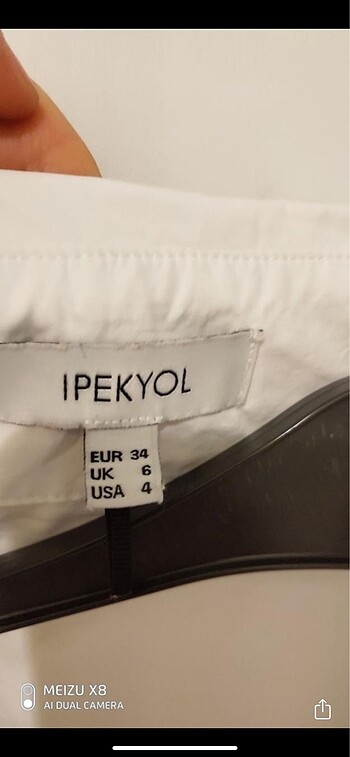 IPEKYOL
EUR 34
UK 6
USA 4
MEIZU X8
AI DUAL CAMERA